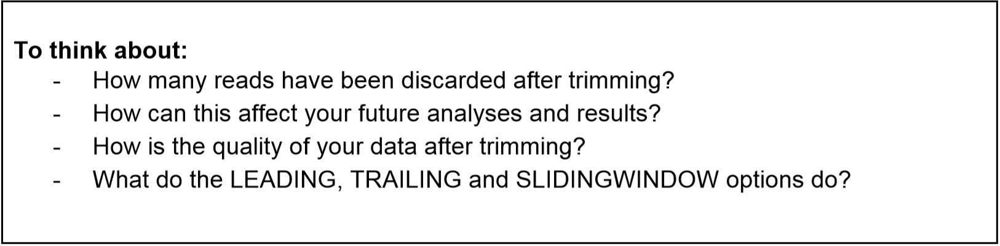 To think about:
- How many reads have been discarded after trimming?
- How can this affect your future analyses and results?
- How is the quality of your data after trimming?
- What do the LEADING, TRAILING and SLIDINGWINDOW options do?